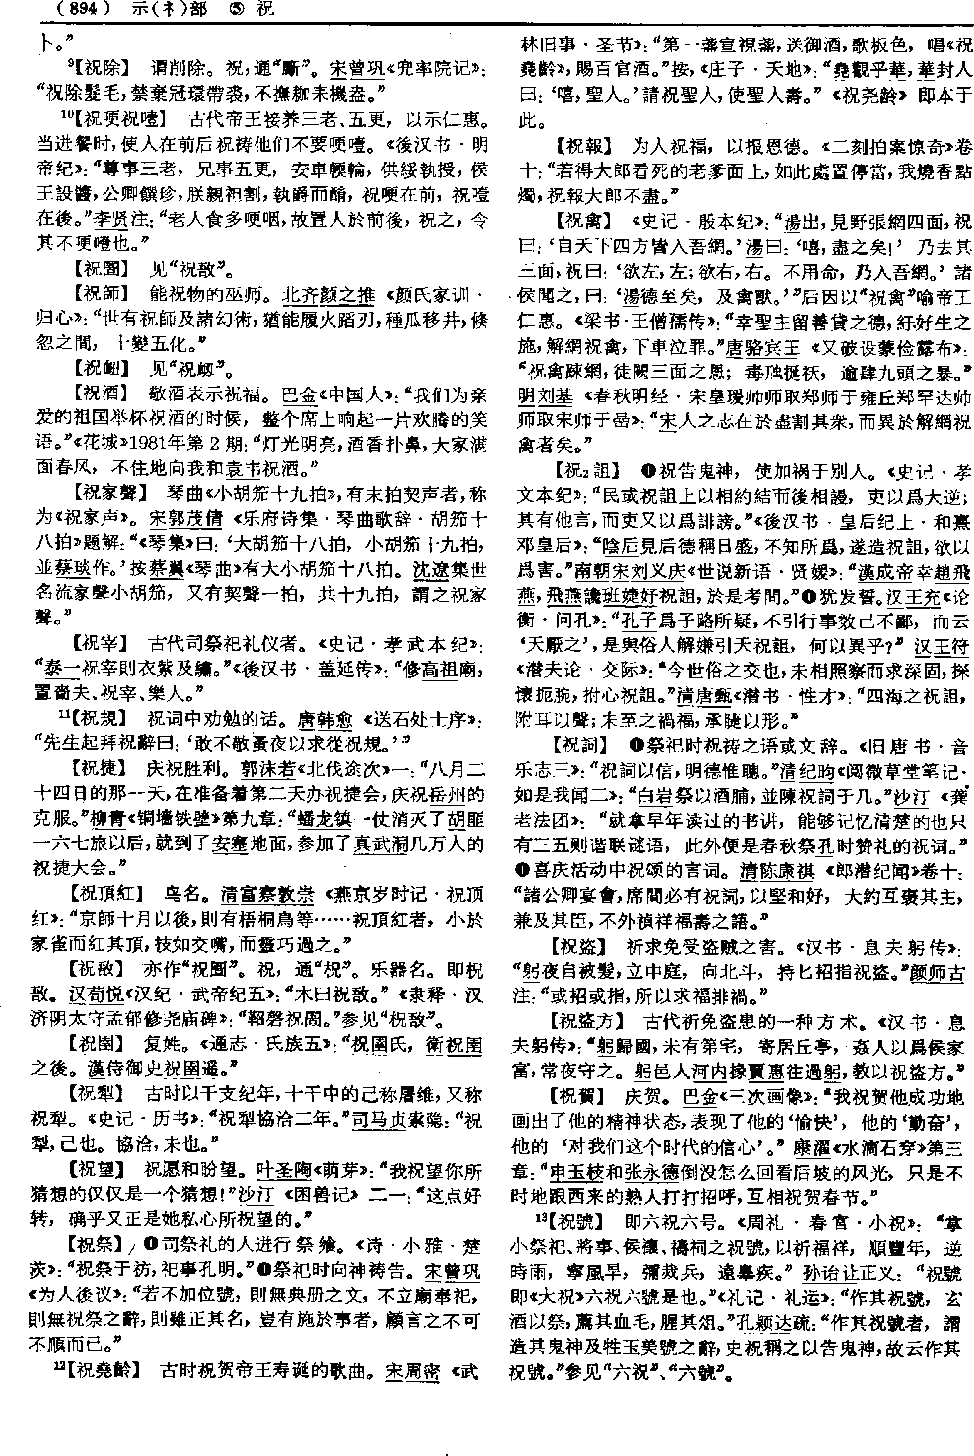 (894) 示(礻)部 ⑤ 祝
卜。”
⁹【祝除】 谓削除。祝,通“斸”。宋曾巩《兜率院记》:
“祝除髮毛,禁棄冠環帶裘,不撫耞耒機盎。”
¹⁰【祝哽祝噎】 古代帝王敬养三老、五更,以示仁惠。
当进餐时,使人在前后祝祷他们不要哽噎。《後汉书·明
帝纪》:“尊事三老,兄事五更,安車輭輪,供綏執授,侯
王設醬,公卿饌珍,朕親袒割,執爵而酳,祝哽在前,祝噎
在後。”李贤注:“老人食多哽咽,故置人於前後,祝之,令
其不哽噎也。”
【祝圄】 见“祝敔”。
【祝師】 能祝物的巫师。北齐颜之推《颜氏家训·
归心》:“世有祝師及諸幻術,猶能履火蹈刃,種瓜移井,倏
忽之間,十變五化。”
【祝衈】 见“祝衂”。
【祝酒】 敬酒表示祝福。巴金《中国人》:“我们为亲
爱的祖国举杯祝酒的时候,整个席上响起一片欢腾的笑
语。”《花城》1981年第2期:“灯光明亮,酒香扑鼻,大家满
面春风,不住地向我和袁韦祝酒。”
【祝家聲】 琴曲《小胡笳十九拍》,有末拍契声者,称
为《祝家声》。宋郭茂倩《乐府诗集·琴曲歌辞·胡笳十
八拍》题解:“《琴集》曰:‘大胡笳十八拍,小胡笳十九拍,
並蔡琰作。’按蔡翼《琴曲》有大小胡笳十八拍。沈遼集世
名流家聲小胡笳,又有契聲一拍,共十九拍,謂之祝家
聲。”
【祝宰】 古代司祭祀礼仪者。《史记·孝武本纪》:
“泰一祝宰則衣紫及繡。”《後汉书·盖延传》:“修高祖廟,
置嗇夫、祝宰、樂人。”
¹¹【祝規】 祝词中劝勉的话。唐韩愈《送石处士序》:
“先生起拜祝辭曰:‘敢不敬蚤夜以求從祝規。’”
【祝捷】 庆祝胜利。郭沫若《北伐途次》一:“八月二
十四日的那一天,在准备着第二天办祝捷会,庆祝岳州的
克服。”柳青《铜墙铁壁》第九章:“蟠龙镇一仗消灭了胡匪
一六七旅以后,就到了安塞地面,参加了真武洞几万人的
祝捷大会。”
【祝頂紅】 鸟名。清富察敦崇《燕京岁时记·祝顶
红》:“京師十月以後,則有梧桐鳥等……祝頂紅者,小於
家雀而紅其頂,技如交嘴,而靈巧過之。”
【祝敔】 亦作“祝圄”。祝,通“柷”。乐器名。即柷
敔。汉荀悦《汉纪·武帝纪五》:“木曰祝敔。”《隶释·汉
济阴太守孟郁修尧庙碑》:“鞀磬祝圄。”参见“柷敔”。
【祝圉】 复姓。《通志·氏族五》:“祝圉氏,衛祝圉
之後。漢侍御史祝圉遥。”
【祝犁】 古时以干支纪年,十干中的己称屠维,又称
祝犁。《史记·历书》:“祝犁協洽二年。”司马贞索隐:“祝
犁,己也。協洽,未也。”
【祝望】 祝愿和盼望。叶圣陶《萌芽》:“我祝望你所
猜想的仅仅是一个猜想!”沙汀《困兽记》二一:“这点好
转,确乎又正是她私心所祝望的。”
【祝祭】 ❶司祭礼的人进行祭飨。《诗·小雅·楚
茨》:“祝祭于祊,祀事孔明。”❷祭祀时向神祷告。宋曾巩
《为人後议》:“若不加位號,則無典册之文,不立廟奉祀,
則無祝祭之辭,則雖正其名,豈有施於事者,顧言之不可
不順而已。”
¹²【祝堯齡】 古时祝贺帝王寿诞的歌曲。宋周密《武
林旧事·圣节》:“第一盞宣視盞,送御酒,歌板色,唱《祝
堯齡》,賜百官酒。”按,《庄子·天地》:“堯觀乎華,華封人
曰:‘嘻,聖人。’請祝聖人,使聖人壽。”《祝尧龄》即本于
此。
【祝報】 为人祝福,以报恩德。《二刻拍案惊奇》卷
十:“若得大郎看死的老爹面上,如此處置停當,我燒香點
燭,祝報大郎不盡。”
【祝禽】 《史记·殷本纪》:“湯出,見野張網四面,祝
曰:‘自天下四方皆入吾網。’湯曰:‘嘻,盡之矣!’乃去其
三面,祝曰:‘欲左,左;欲右,右。不用命,乃入吾網。’諸
侯聞之,曰:‘湯德至矣,及禽獸。’”后因以“祝禽”喻帝王
仁惠。《梁书·王僧孺传》:“幸聖主留善貸之德,紆好生之
施,解網祝禽,下車泣罪。”唐骆宾王《又破设蒙俭露布》:
“祝禽疎網,徒開三面之恩;毒虺挺袄,逾肆九頭之暴。”
明刘基《春秋明经·宋皇瑗帅师取郑师于雍丘郑罕达帅
师取宋师于喦》:“宋人之志在於盡割其衆,而異於解網祝
禽者矣。”
【祝₂詛】 ❶祝告鬼神,使加祸于别人。《史记·孝
文本纪》:“民或祝詛上以相約結而後相謾,吏以爲大逆;
其有他言,而吏又以爲誹謗。”《後汉书·皇后纪上·和熹
邓皇后》:“陰后見后德稱日盛,不知所爲,遂造祝詛,欲以
爲害。”南朝宋刘义庆《世说新语·贤媛》:“漢成帝幸趙飛
燕,飛燕讒班婕妤祝詛,於是考問。”❷犹发誓。汉王充《论
衡·问孔》:“孔子爲子路所疑,不引行事效己不鄙,而云
‘天厭之’,是與俗人解嫌引天祝詛,何以異乎?”汉王符
《潜夫论·交际》:“今世俗之交也,未相照察而求深固,探
懷扼腕,拊心祝詛。”清唐甄《潜书·性才》:“四海之祝詛,
附耳以聲;未至之禍福,承睫以形。”
【祝詞】 ❶祭祀时祝祷之语或文辞。《旧唐书·音
乐志三》:“祝詞以信,明德惟聰。”清纪昀《阅微草堂笔记·
如是我闻二》:“白岩祭以酒脯,並陳祝詞于几。”沙汀《龚
老法团》:“就拿早年读过的书讲,能够记忆清楚的也只
有三五则谐联谜语,此外便是春秋祭孔时赞礼的祝词。”
❷喜庆活动中祝颂的言词。清陈康祺《郎潜纪闻》卷十:
“諸公卿宴會,席間必有祝詞,以堅和好,大約互褒其主,
兼及其臣,不外禎祥福壽之語。”
【祝盜】 祈求免受盗贼之害。《汉书·息夫躬传》:
“躬夜自被髮,立中庭,向北斗,持匕招指祝盜。”颜师古
注:“或招或指,所以求福排禍。”
【祝盜方】 古代祈免盗患的一种方术。《汉书·息
夫躬传》:“躬歸國,未有第宅,寄居丘亭,姦人以爲侯家
富,常夜守之。躬邑人河内掾賈惠往過躬,教以祝盜方。”
【祝賀】 庆贺。巴金《三次画像》:“我祝贺他成功地
画出了他的精神状态,表现了他的‘愉快’,他的‘勤奋’,
他的‘对我们这个时代的信心’。”康濯《水滴石穿》第三
章:“申玉枝和张永德倒没怎么回看后坡的风光,只是不
时地跟西来的熟人打打招呼,互相祝贺春节。”
¹³【祝號】 即六祝六号。《周礼·春官·小祝》:“掌
小祭祀、將事、侯禳、禱祠之祝號,以祈福祥,順豐年,逆
時雨,寧風旱,彌烖兵,遠辠疾。”孙诒让正义:“祝號
即《大祝》六祝六號是也。”《礼记·礼运》:“作其祝號,玄
酒以祭,薦其血毛,腥其俎。”孔颖达疏:“作其祝號者,謂
造其鬼神及牲玉美號之辭,史祝稱之以告鬼神,故云作其
祝號。”参见“六祝”、“六號”。